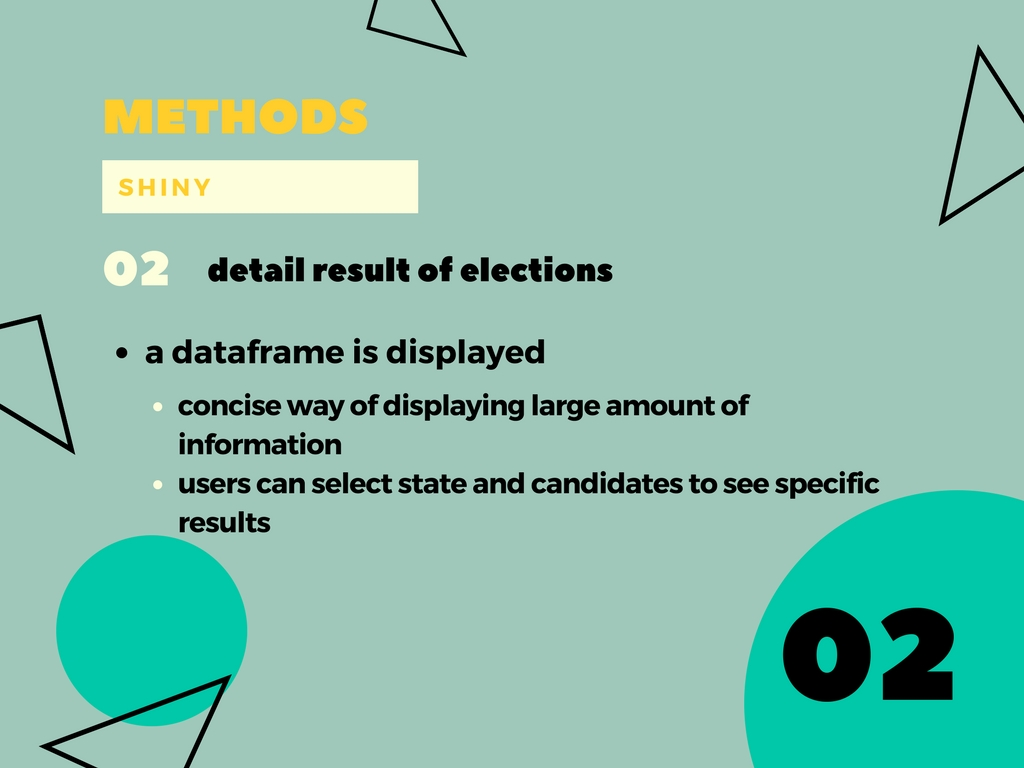 METHODS
SHINY
02 detail result of elections
• a dataframe is displayed
• concise way of displaying large amount of
information
• users can select state and candidates to see specific
results
02